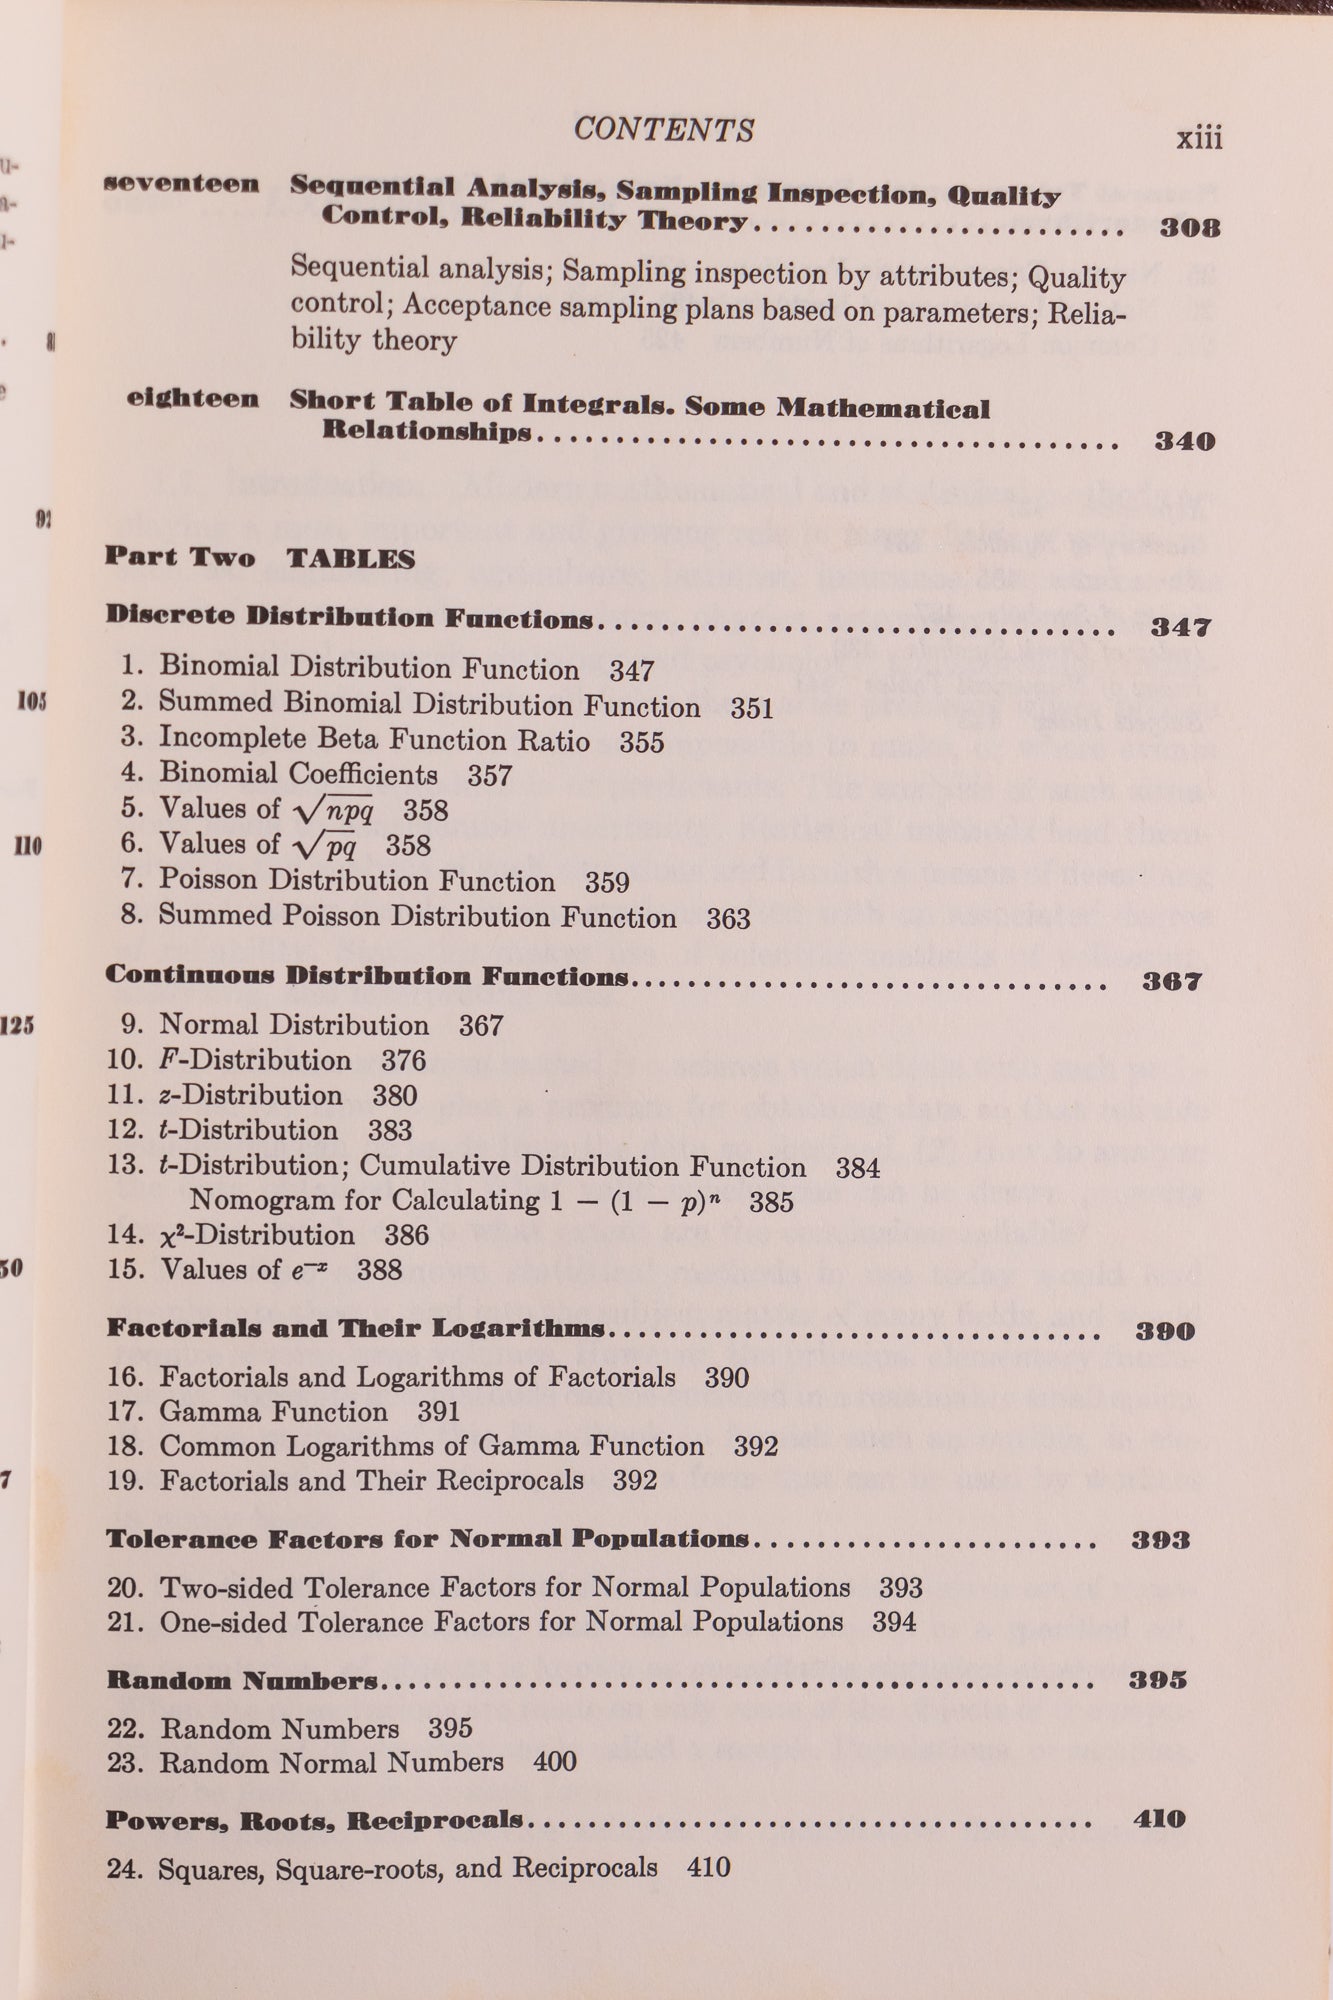 CONTENTS xiii
seventeen Sequential Analysis, Sampling Inspection, Quality
Control, Reliability Theory........................ 308
Sequential analysis; Sampling inspection by attributes; Quality
control; Acceptance sampling plans based on parameters; Relia-
bility theory
eighteen Short Table of Integrals. Some Mathematical
Relationships...................................... 340
Part Two TABLES
Discrete Distribution Functions.................................. 347
1. Binomial Distribution Function 347
2. Summed Binomial Distribution Function 351
3. Incomplete Beta Function Ratio 355
4. Binomial Coefficients 357
5. Values of √npq 358
6. Values of √pq 358
7. Poisson Distribution Function 359
8. Summed Poisson Distribution Function 363
Continuous Distribution Functions................................ 367
9. Normal Distribution 367
10. F-Distribution 376
11. z-Distribution 380
12. t-Distribution 383
13. t-Distribution; Cumulative Distribution Function 384
Nomogram for Calculating 1 − (1 − p)ⁿ 385
14. χ²-Distribution 386
15. Values of e⁻ˣ 388
Factorials and Their Logarithms................................. 390
16. Factorials and Logarithms of Factorials 390
17. Gamma Function 391
18. Common Logarithms of Gamma Function 392
19. Factorials and Their Reciprocals 392
Tolerance Factors for Normal Populations....................... 393
20. Two-sided Tolerance Factors for Normal Populations 393
21. One-sided Tolerance Factors for Normal Populations 394
Random Numbers................................................ 395
22. Random Numbers 395
23. Random Normal Numbers 400
Powers, Roots, Reciprocals...................................... 410
24. Squares, Square-roots, and Reciprocals 410
105
110
125